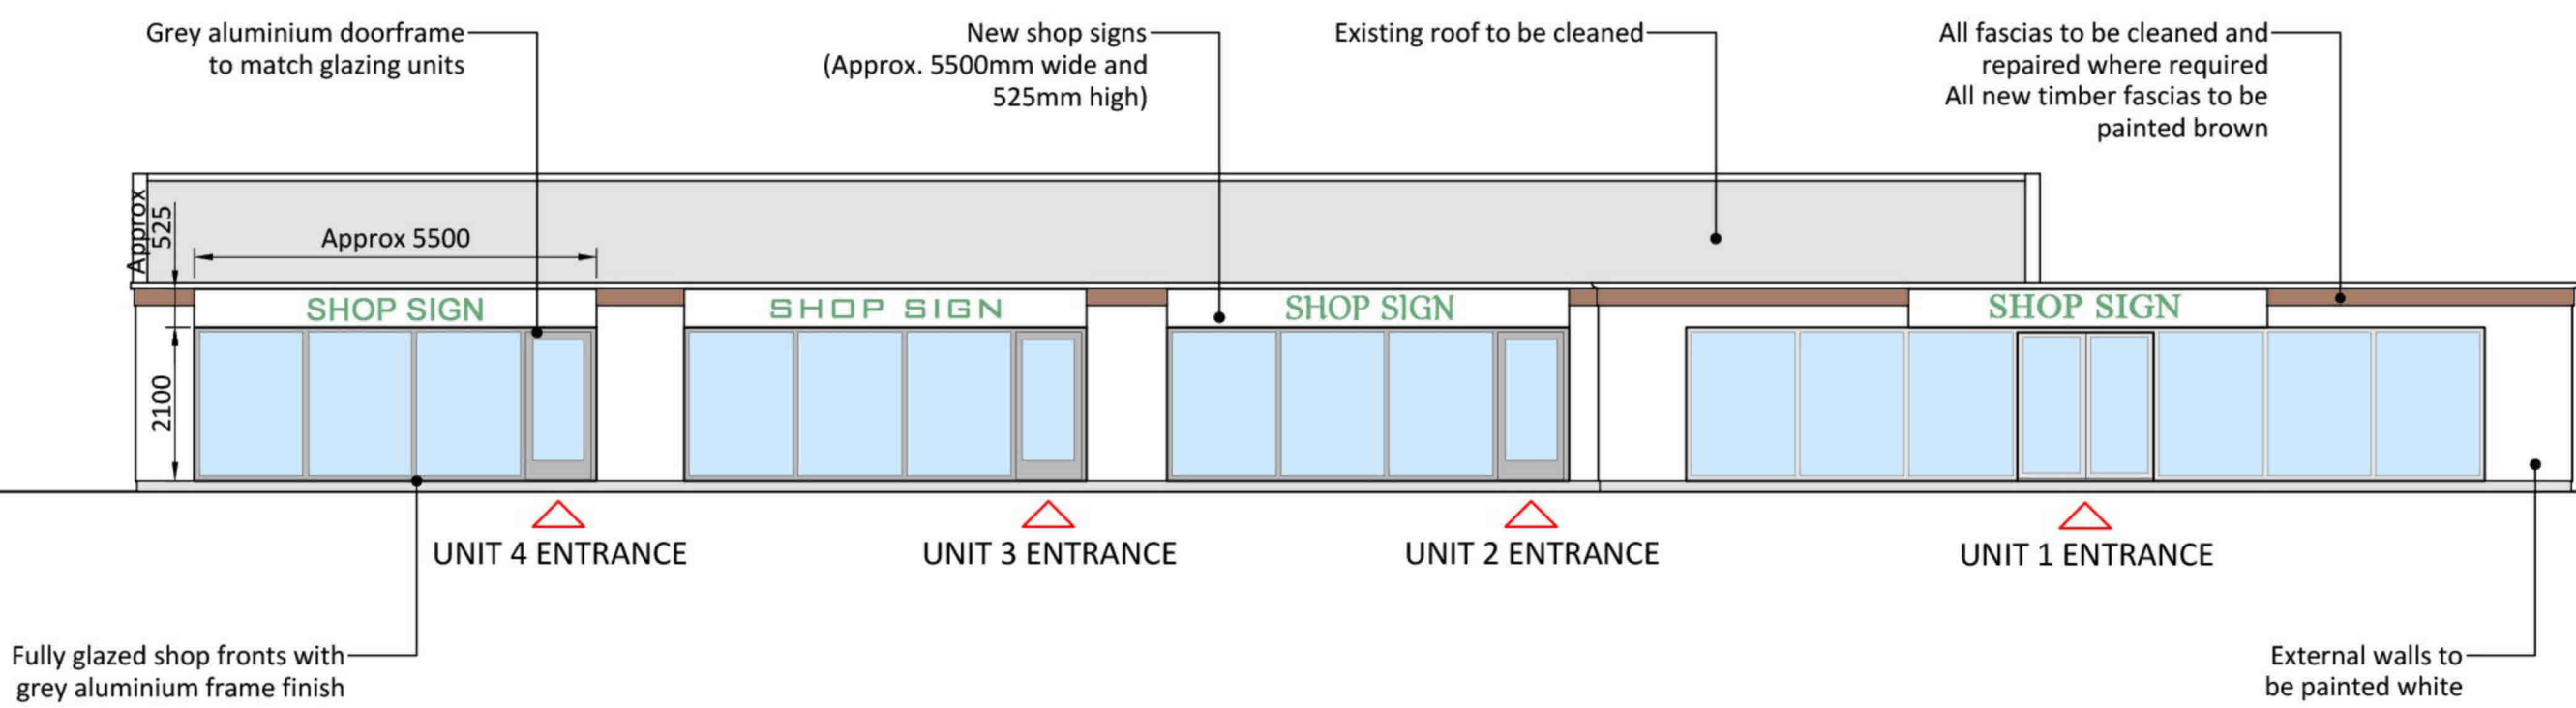 Grey aluminium doorframe
to match glazing units
New shop signs
(Approx. 5500mm wide and
525mm high)
Existing roof to be cleaned
All fascias to be cleaned and
repaired where required
All new timber fascias to be
painted brown
Approx
525
Approx 5500
SHOP SIGN
SHOP SIGN
SHOP SIGN
SHOP SIGN
2100
UNIT 4 ENTRANCE
UNIT 3 ENTRANCE
UNIT 2 ENTRANCE
UNIT 1 ENTRANCE
Fully glazed shop fronts with
grey aluminium frame finish
External walls to
be painted white